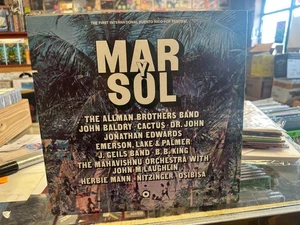 THE FIRST INTERNATIONAL PUERTO RICO POP FESTIVAL
MAR
Y
SOL
THE ALLMAN BROTHERS BAND
JOHN BALDRY · CACTUS · DR. JOHN
JONATHAN EDWARDS
EMERSON, LAKE & PALMER
J. GEILS BAND · B.B. KING
THE MAHAVISHNU ORCHESTRA WITH
JOHN McLAUGHLIN
HERBIE MANN · NITZINGER · OSIBISA